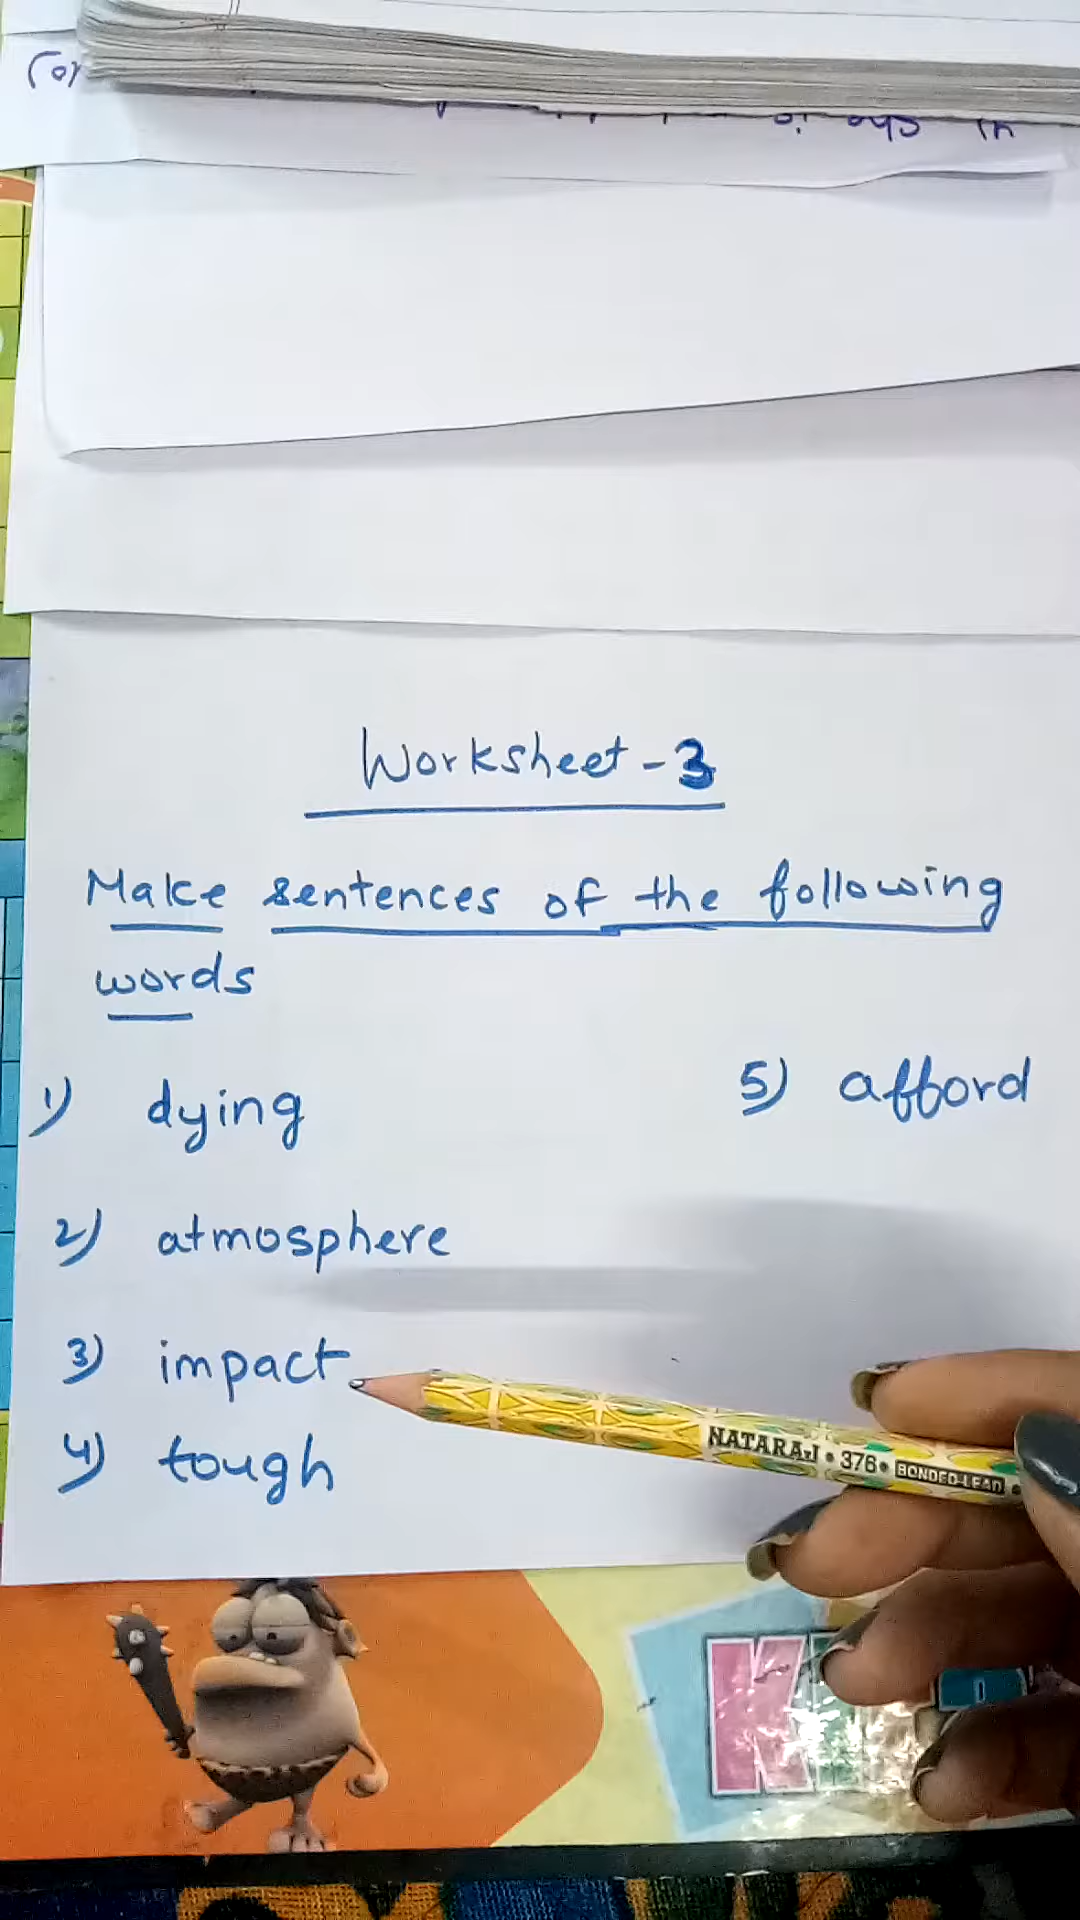 Worksheet - 3
Make sentences of the following
words
1) dying
5) afford
2) atmosphere
3) impact
4) tough
NATARAJ • 376 • BONDED LEAD
K